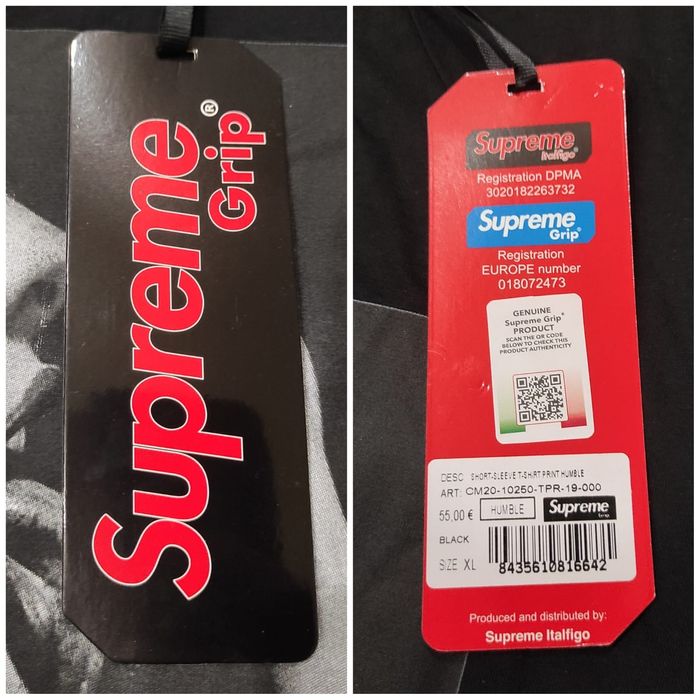 Supreme
Grip®
Supreme
Italfigo®
Registration DPMA
3020182263732
Supreme
Grip®
Registration
EUROPE number
018072473
GENUINE
Supreme Grip®
PRODUCT
SCAN THE QR CODE
BELOW TO CHECK THIS
PRODUCT AUTHENTICITY
DESC: SHORT-SLEEVE T-SHIRT PRINT HUMBLE
ART: CM20-10250-TPR-19-000
55,00 € HUMBLE Supreme
Grip
BLACK
SIZE XL
8435610816642
Produced and distributed by:
Supreme Italfigo